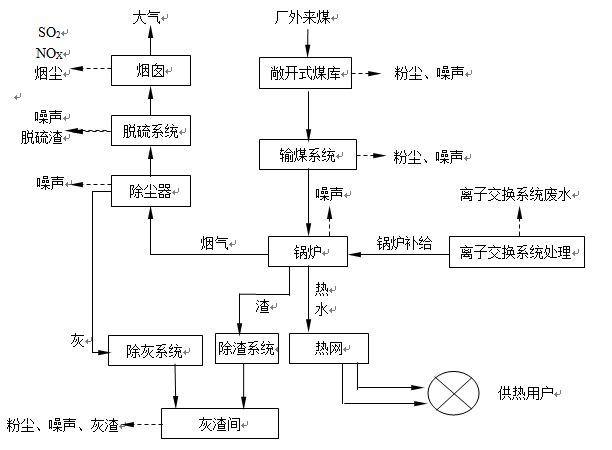 大气
厂外来煤
SO2
NOX
烟尘
烟囱
敞开式煤库
粉尘、噪声
噪声
脱硫渣
脱硫系统
输煤系统
粉尘、噪声
噪声
除尘器
噪声
离子交换系统废水
烟气
锅炉
锅炉补给
离子交换系统处理
渣
热
水
灰
除灰系统
除渣系统
热网
供热用户
粉尘、噪声、灰渣
灰渣间